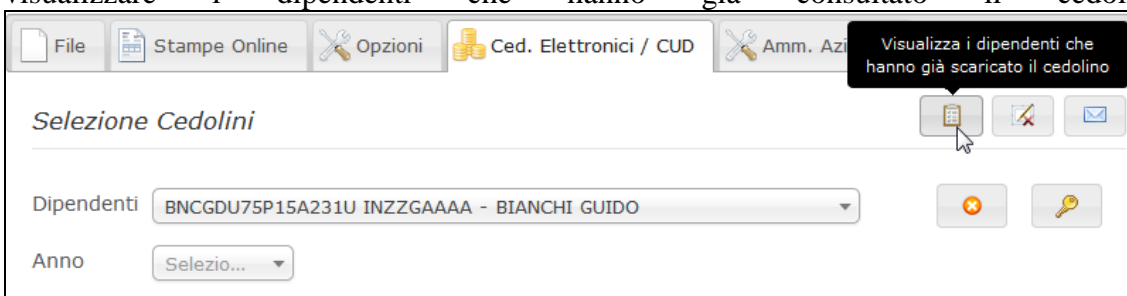 visualizzare i dipendenti che hanno già consultato il
File Stampe Online Opzioni Ced. Elettronici / CUD Amm. Azi
Visualizza i dipendenti che
hanno già scaricato il cedolino
Selezione Cedolini
Dipendenti BNCGDU75P15A231U INZZGAAAA - BIANCHI GUIDO
Anno Selezio...